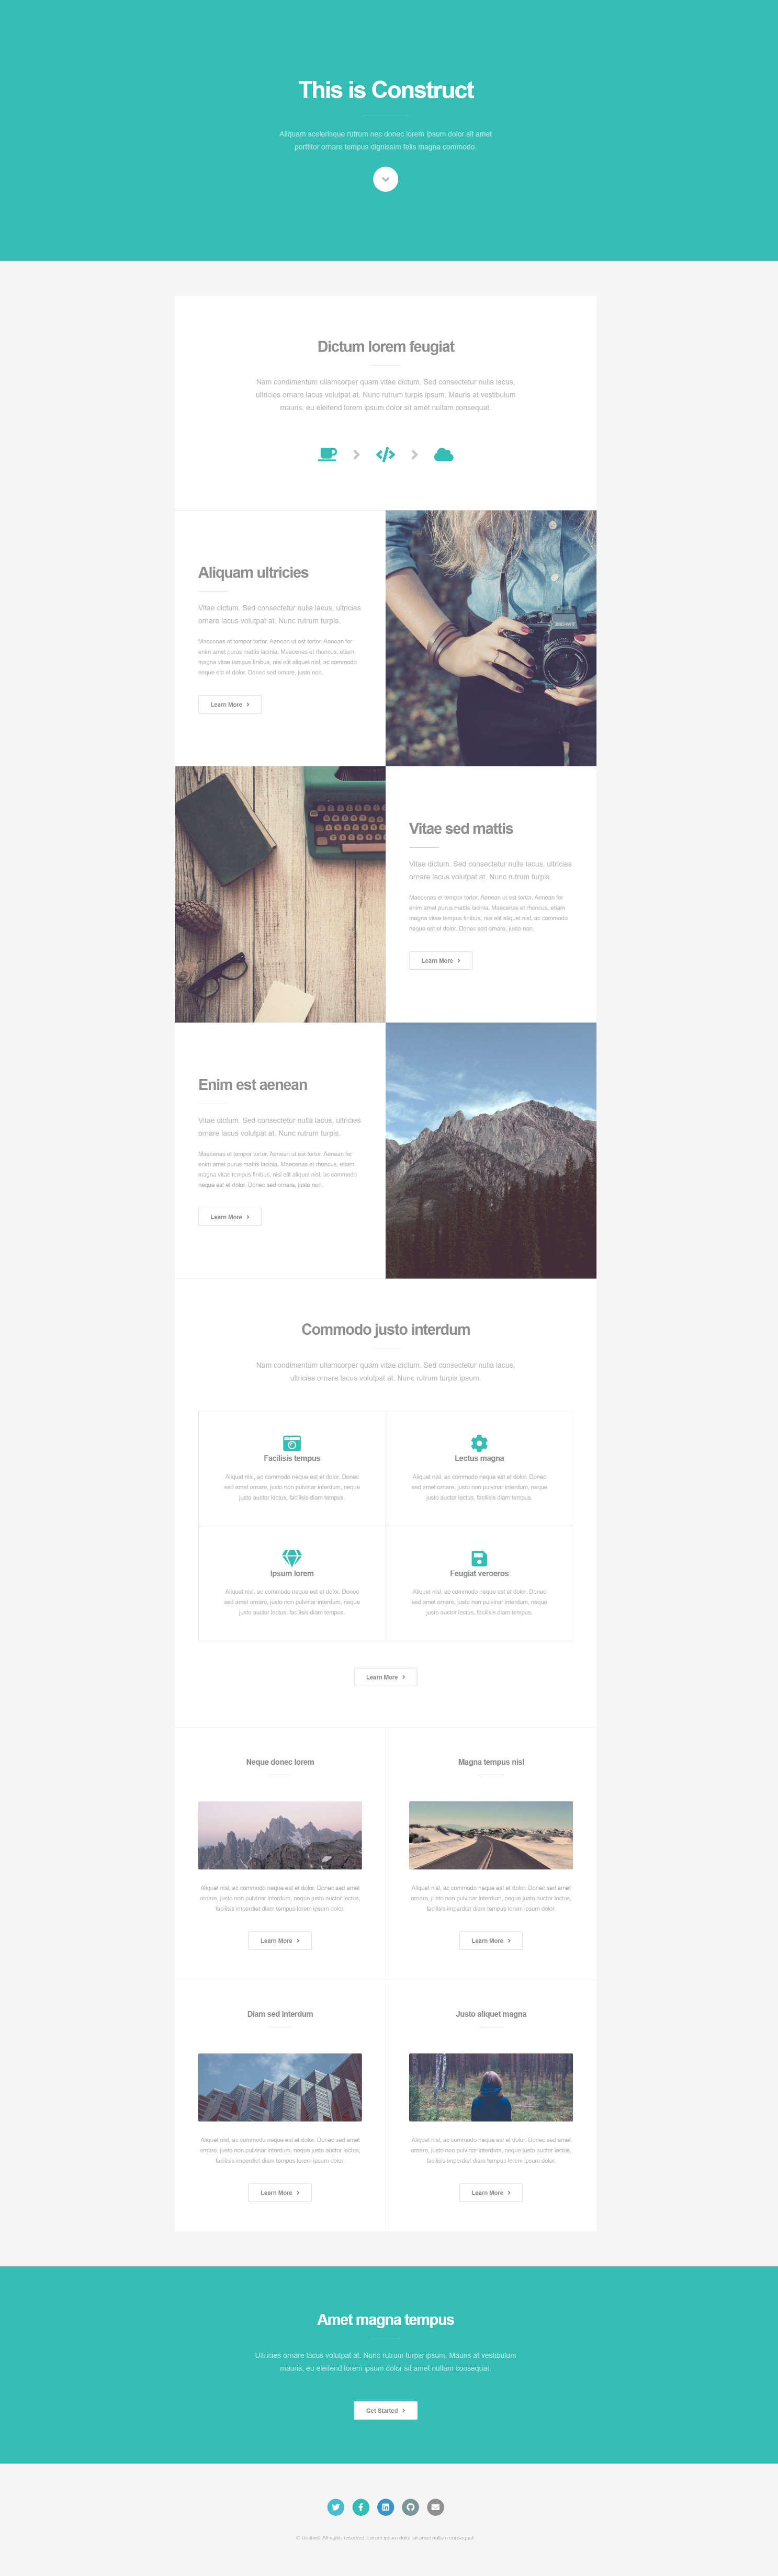 This is Construct
Aliquam scelerisque rutrum nec donec lorem ipsum dolor sit amet
porttitor ornare tempus dignissim felis magna commodo.
Dictum lorem feugiat
Nam condimentum ullamcorper quam vitae dictum. Sed consectetur nulla lacus,
ultricies ornare lacus volutpat at. Nunc rutrum turpis ipsum. Mauris at vestibulum
mauris, eu eleifend lorem ipsum dolor sit amet nullam consequat.
Aliquam ultricies
Vitae dictum. Sed consectetur nulla lacus, ultricies
ornare lacus volutpat at. Nunc rutrum turpis.
Maecenas et tempor tortor. Aenean ut est tortor. Aenean fer
enim amet purus mattis lacinia. Maecenas et rhoncus, etiam
magna vitae tempus finibus, nisi elit aliquet nisl, ac commodo
neque est et dolor. Donec sed ornare, justo non.
Learn More
Vitae sed mattis
Vitae dictum. Sed consectetur nulla lacus, ultricies
ornare lacus volutpat at. Nunc rutrum turpis.
Maecenas et tempor tortor. Aenean ut est tortor. Aenean fer
enim amet purus mattis lacinia. Maecenas et rhoncus, etiam
magna vitae tempus finibus, nisi elit aliquet nisl, ac commodo
neque est et dolor. Donec sed ornare, justo non.
Learn More
Enim est aenean
Vitae dictum. Sed consectetur nulla lacus, ultricies
ornare lacus volutpat at. Nunc rutrum turpis.
Maecenas et tempor tortor. Aenean ut est tortor. Aenean fer
enim amet purus mattis lacinia. Maecenas et rhoncus, etiam
magna vitae tempus finibus, nisi elit aliquet nisl, ac commodo
neque est et dolor. Donec sed ornare, justo non.
Learn More
Commodo justo interdum
Nam condimentum ullamcorper quam vitae dictum. Sed consectetur nulla lacus,
ultricies ornare lacus volutpat at. Nunc rutrum turpis ipsum.
Facilisis tempus
Aliquet nisl, ac commodo neque est et dolor. Donec
sed amet ornare, justo non pulvinar interdum, neque
justo auctor lectus, facilisis diam tempus.
Lectus magna
Aliquet nisl, ac commodo neque est et dolor. Donec
sed amet ornare, justo non pulvinar interdum, neque
justo auctor lectus, facilisis diam tempus.
Ipsum lorem
Aliquet nisl, ac commodo neque est et dolor. Donec
sed amet ornare, justo non pulvinar interdum, neque
justo auctor lectus, facilisis diam tempus.
Feugiat veroeros
Aliquet nisl, ac commodo neque est et dolor. Donec
sed amet ornare, justo non pulvinar interdum, neque
justo auctor lectus, facilisis diam tempus.
Learn More
Neque donec lorem
Aliquet nisl, ac commodo neque est et dolor. Donec sed amet
ornare, justo non pulvinar interdum, neque justo auctor lectus,
facilisis imperdiet diam tempus lorem ipsum dolor.
Learn More
Magna tempus nisl
Aliquet nisl, ac commodo neque est et dolor. Donec sed amet
ornare, justo non pulvinar interdum, neque justo auctor lectus,
facilisis imperdiet diam tempus lorem ipsum dolor.
Learn More
Diam sed interdum
Aliquet nisl, ac commodo neque est et dolor. Donec sed amet
ornare, justo non pulvinar interdum, neque justo auctor lectus,
facilisis imperdiet diam tempus lorem ipsum dolor.
Learn More
Justo aliquet magna
Aliquet nisl, ac commodo neque est et dolor. Donec sed amet
ornare, justo non pulvinar interdum, neque justo auctor lectus,
facilisis imperdiet diam tempus lorem ipsum dolor.
Learn More
Amet magna tempus
Ultricies ornare lacus volutpat at. Nunc rutrum turpis ipsum. Mauris at vestibulum
mauris, eu eleifend lorem ipsum dolor sit amet nullam consequat.
Get Started
© Untitled. All rights reserved. Lorem ipsum dolor sit amet nullam consequat